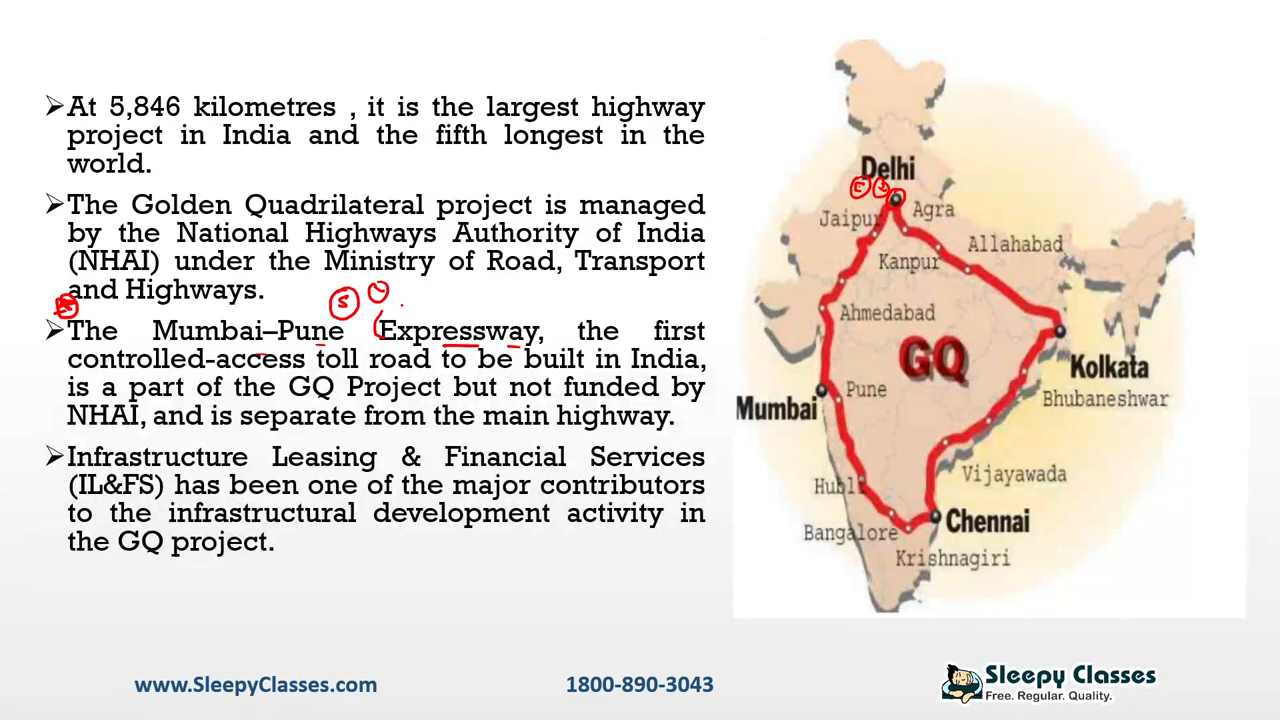 ➢At 5,846 kilometres , it is the largest highway
project in India and the fifth longest in the
world.
➢The Golden Quadrilateral project is managed
by the National Highways Authority of India
(NHAI) under the Ministry of Road, Transport
and Highways.
➢The Mumbai–Pune Expressway, the first
controlled-access toll road to be built in India,
is a part of the GQ Project but not funded by
NHAI, and is separate from the main highway.
➢Infrastructure Leasing & Financial Services
(IL&FS) has been one of the major contributors
to the infrastructural development activity in
the GQ project.
Delhi
Jaipur
Agra
Allahabad
Kanpur
Ahmedabad
GQ
Kolkata
Bhubaneshwar
Mumbai
Pune
Vijayawada
Hubli
Chennai
Bangalore
Krishnagiri
www.SleepyClasses.com
1800-890-3043
Sleepy Classes
Free. Regular. Quality.